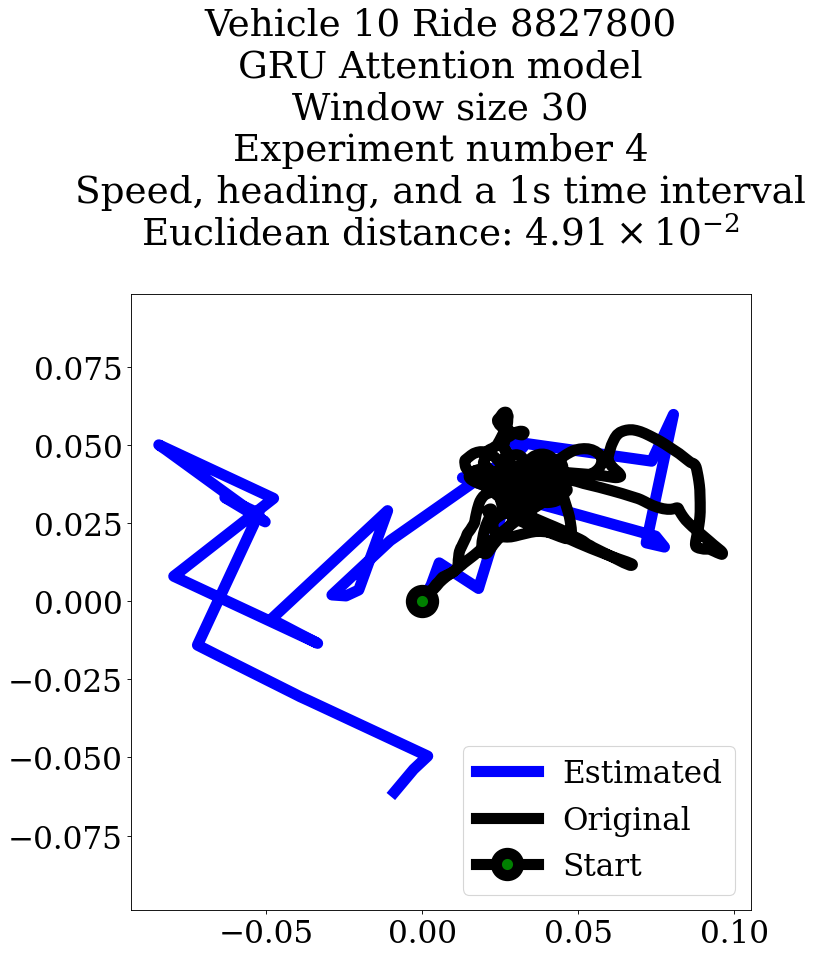 Vehicle 10 Ride 8827800
GRU Attention model
Window size 30
Experiment number 4
Speed, heading, and a 1s time interval
Euclidean distance: 4.91 × 10⁻²
0.075
0.050
0.025
0.000
−0.025
−0.050
−0.075
Estimated
Original
Start
−0.05 0.00 0.05 0.10